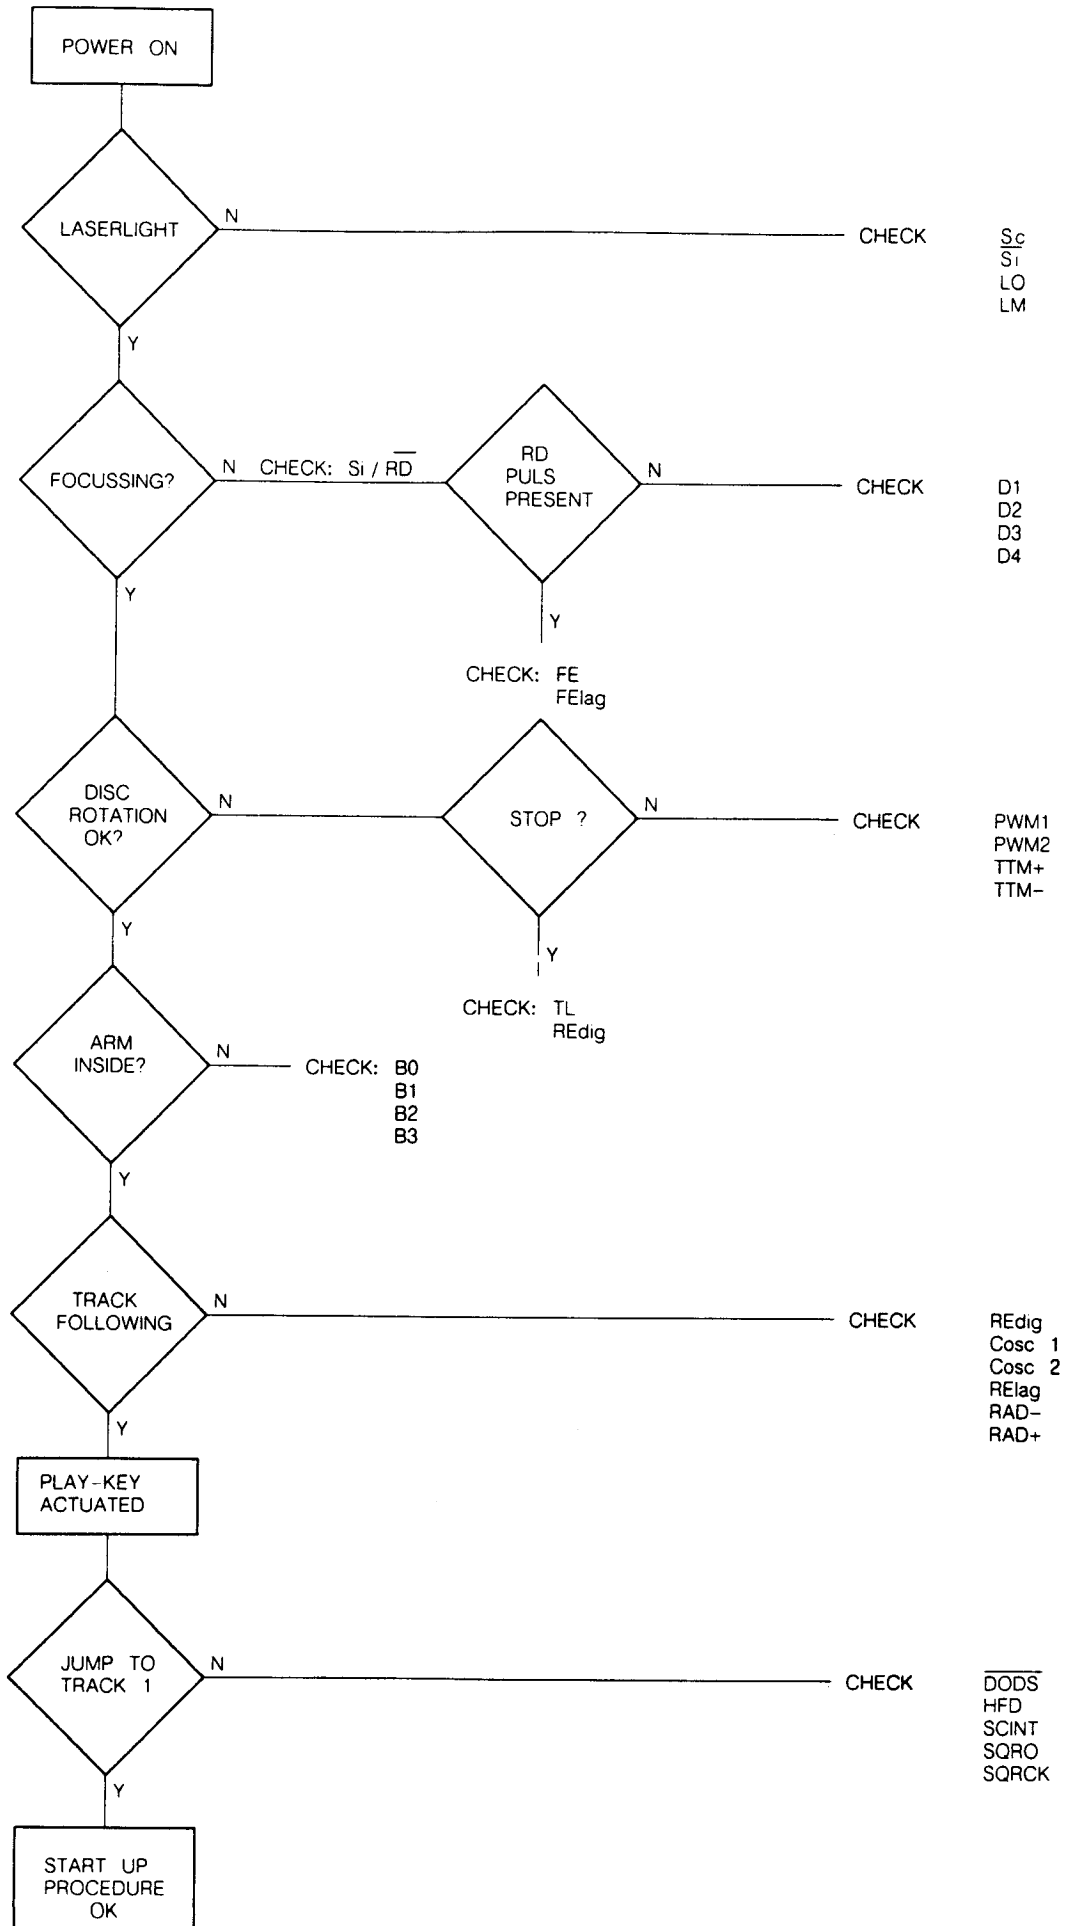 POWER ON
LASERLIGHT
N
CHECK
Sc
S̅i̅
LO
LM
Y
FOCUSSING?
N
CHECK: Si / R̅D̅
RD
PULS
PRESENT
N
CHECK
D1
D2
D3
D4
Y
Y
CHECK: FE
FElag
DISC
ROTATION
OK?
N
STOP ?
N
CHECK
PWM1
PWM2
TTM+
TTM-
Y
Y
CHECK: TL
REdig
ARM
INSIDE?
N
CHECK: B0
B1
B2
B3
Y
TRACK
FOLLOWING
N
CHECK
REdig
Cosc 1
Cosc 2
RElag
RAD-
RAD+
Y
PLAY-KEY
ACTUATED
JUMP TO
TRACK 1
N
CHECK
D̅O̅D̅S̅
HFD
SCINT
SQRO
SQRCK
Y
START UP
PROCEDURE
OK